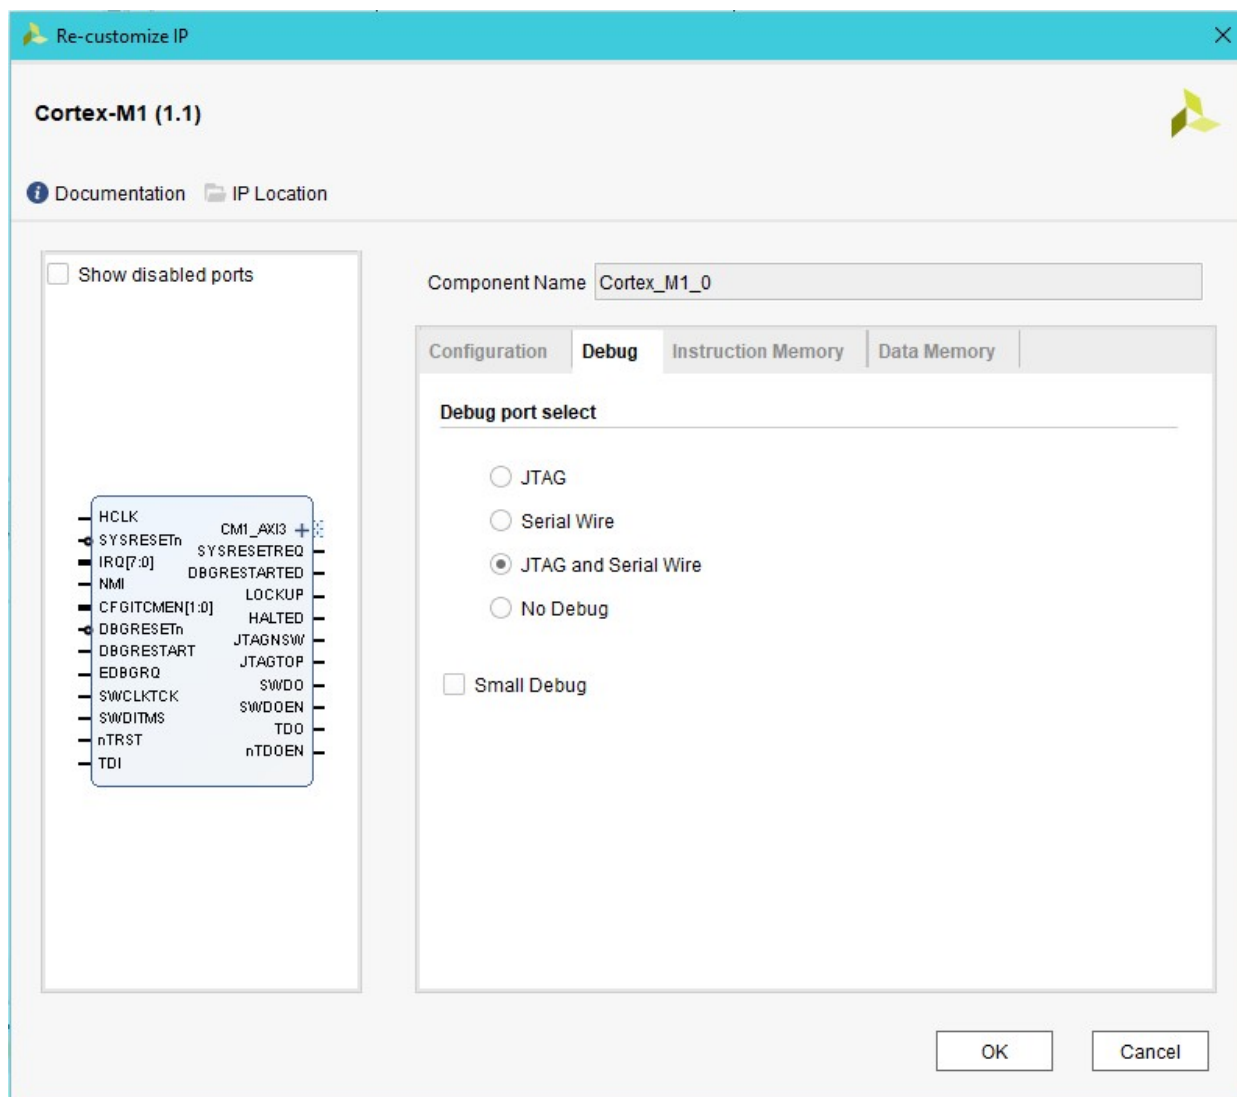 Re-customize IP
Cortex-M1 (1.1)
Documentation IP Location
Show disabled ports
HCLK
SYSRESETn
IRQ[7:0]
NMI
CFGITCMEN[1:0]
DBGRESETn
DBGRESTART
EDBGRQ
SWCLKTCK
SWDITMS
nTRST
TDI
CM1_AXI3
SYSRESETREQ
DBGRESTARTED
LOCKUP
HALTED
JTAGNSW
JTAGTOP
SWDO
SWDOEN
TDO
nTDOEN
Component Name Cortex_M1_0
Configuration Debug Instruction Memory Data Memory
Debug port select
JTAG
Serial Wire
JTAG and Serial Wire
No Debug
Small Debug
OK Cancel